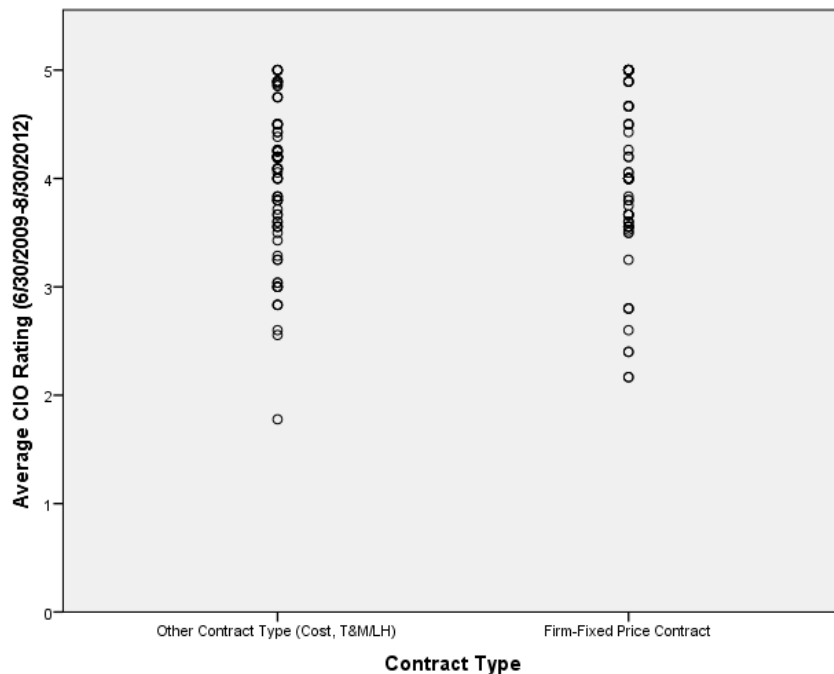 Average CIO Rating (6/30/2009-8/30/2012)
5
4
3
2
1
0
Other Contract Type (Cost, T&M/LH) Firm-Fixed Price Contract
Contract Type